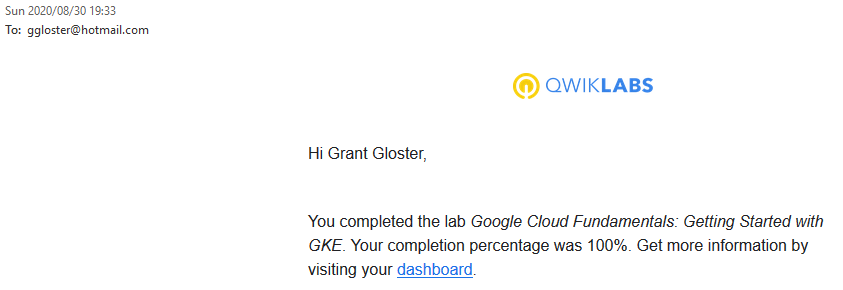 Sun 2020/08/30 19:33
To: ggloster@hotmail.com
QWIKLABS
Hi Grant Gloster,
You completed the lab Google Cloud Fundamentals: Getting Started with
GKE. Your completion percentage was 100%. Get more information by
visiting your dashboard.